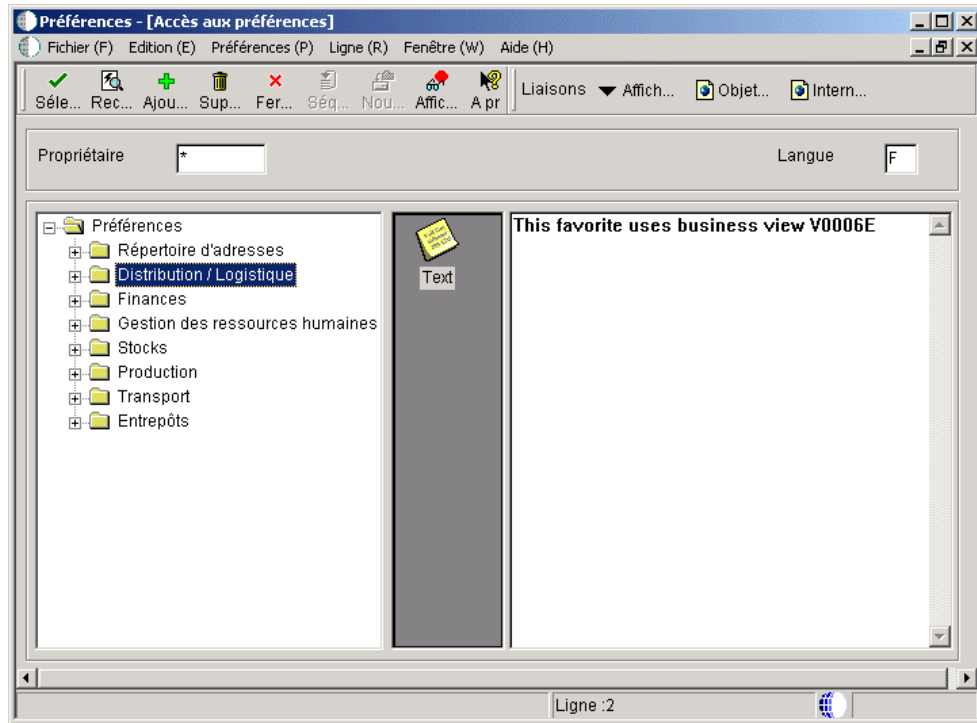 Préférences - [Accès aux préférences]
Fichier (F) Edition (E) Préférences (P) Ligne (R) Fenêtre (W) Aide (H)
Séle... Rec... Ajou... Sup... Fer... Séq... Nou... Affic... A pr Liaisons Affich... Objet... Intern...
Propriétaire * Langue F
Préférences
Répertoire d'adresses
Distribution / Logistique
Finances
Gestion des ressources humaines
Stocks
Production
Transport
Entrepôts
Text
This favorite uses business view V0006E
Ligne :2